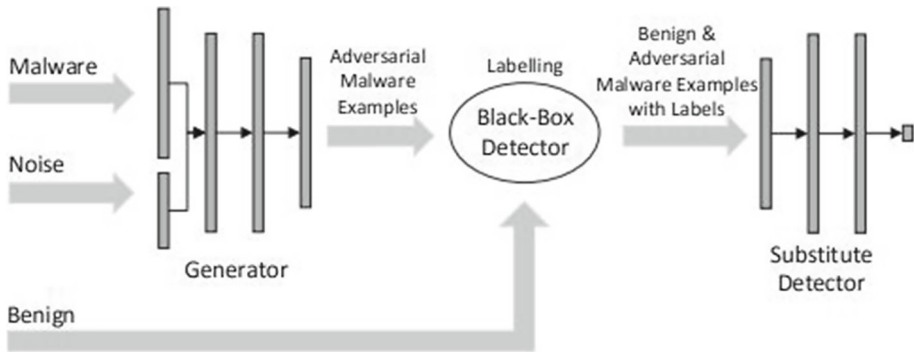 Malware
Noise
Generator
Adversarial
Malware
Examples
Labelling
Black-Box
Detector
Benign &
Adversarial
Malware Examples
with Labels
Substitute
Detector
Benign